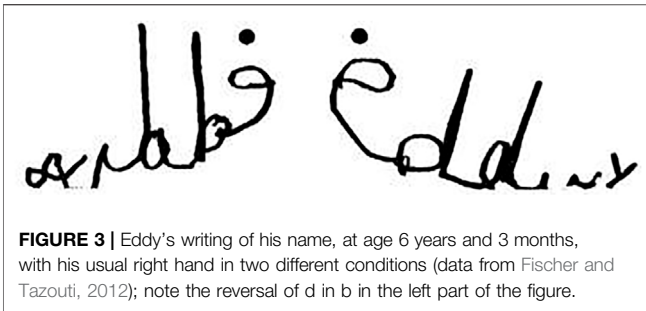 Eddy
FIGURE 3 | Eddy's writing of his name, at age 6 years and 3 months,
with his usual right hand in two different conditions (data from Fischer and
Tazouti, 2012); note the reversal of d in b in the left part of the figure.